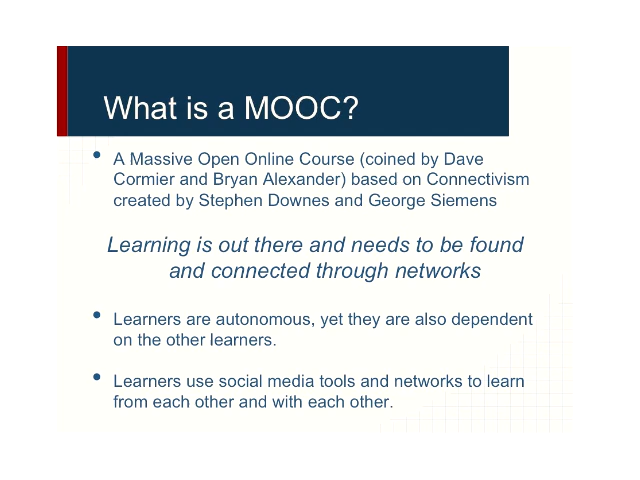 What is a MOOC?
• A Massive Open Online Course (coined by Dave
Cormier and Bryan Alexander) based on Connectivism
created by Stephen Downes and George Siemens
Learning is out there and needs to be found
and connected through networks
• Learners are autonomous, yet they are also dependent
on the other learners.
• Learners use social media tools and networks to learn
from each other and with each other.